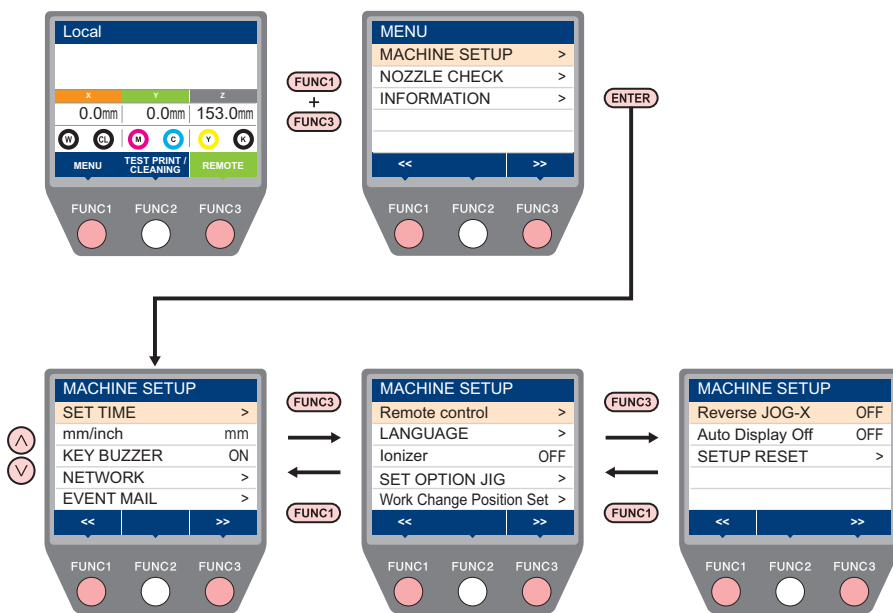 Local
X Y Z
0.0mm 0.0mm 153.0mm
W CL M C Y K
MENU TEST PRINT / CLEANING REMOTE
FUNC1 FUNC2 FUNC3
FUNC1
+
FUNC3
MENU
MACHINE SETUP >
NOZZLE CHECK >
INFORMATION >
<< >>
FUNC1 FUNC2 FUNC3
ENTER
MACHINE SETUP
SET TIME >
mm/inch mm
KEY BUZZER ON
NETWORK >
EVENT MAIL >
<< >>
FUNC1 FUNC2 FUNC3
FUNC3
FUNC1
MACHINE SETUP
Remote control >
LANGUAGE >
Ionizer OFF
SET OPTION JIG >
Work Change Position Set >
<< >>
FUNC1 FUNC2 FUNC3
FUNC3
FUNC1
MACHINE SETUP
Reverse JOG-X OFF
Auto Display Off OFF
SETUP RESET >
<< >>
FUNC1 FUNC2 FUNC3